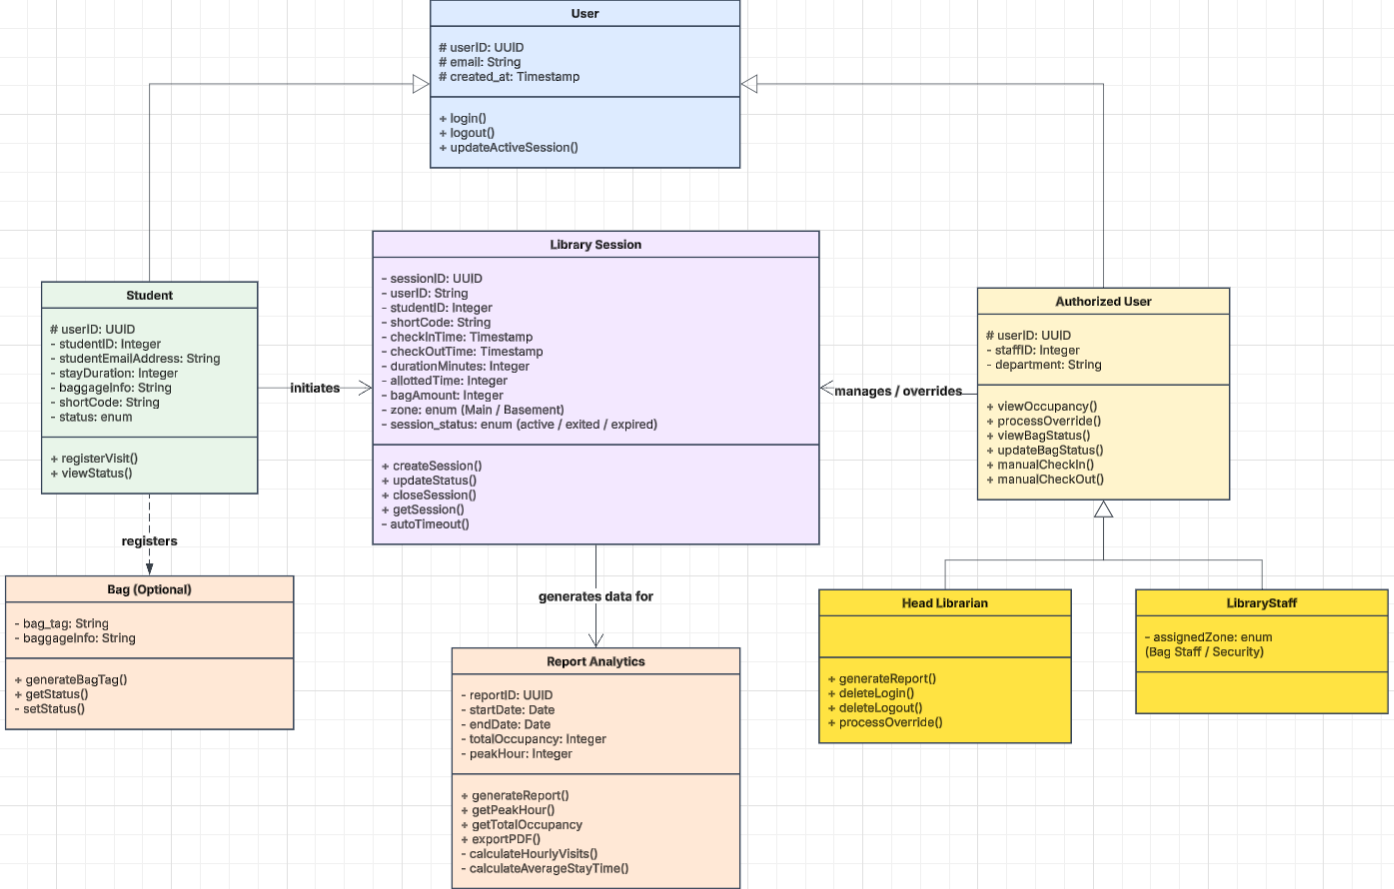 User
# userID: UUID
# email: String
# created_at: Timestamp
+ login()
+ logout()
+ updateActiveSession()
Library Session
- sessionID: UUID
- userID: String
- studentID: Integer
- shortCode: String
- checkInTime: Timestamp
- checkOutTime: Timestamp
- durationMinutes: Integer
- allottedTime: Integer
- bagAmount: Integer
- zone: enum (Main / Basement)
- session_status: enum (active / exited / expired)
+ createSession()
+ updateStatus()
+ closeSession()
+ getSession()
- autoTimeout()
Student
# userID: UUID
- studentID: Integer
- studentEmailAddress: String
- stayDuration: Integer
- baggageInfo: String
- shortCode: String
- status: enum
+ registerVisit()
+ viewStatus()
initiates
manages / overrides
Authorized User
# userID: UUID
- staffID: Integer
- department: String
+ viewOccupancy()
+ processOverride()
+ viewBagStatus()
+ updateBagStatus()
+ manualCheckIn()
+ manualCheckOut()
registers
Bag (Optional)
- bag_tag: String
- baggageInfo: String
+ generateBagTag()
+ getStatus()
- setStatus()
generates data for
Report Analytics
- reportID: UUID
- startDate: Date
- endDate: Date
- totalOccupancy: Integer
- peakHour: Integer
+ generateReport()
+ getPeakHour()
+ getTotalOccupancy
+ exportPDF()
- calculateHourlyVisits()
- calculateAverageStayTime()
Head Librarian
+ generateReport()
+ deleteLogin()
+ deleteLogout()
+ processOverride()
LibraryStaff
- assignedZone: enum
(Bag Staff / Security)